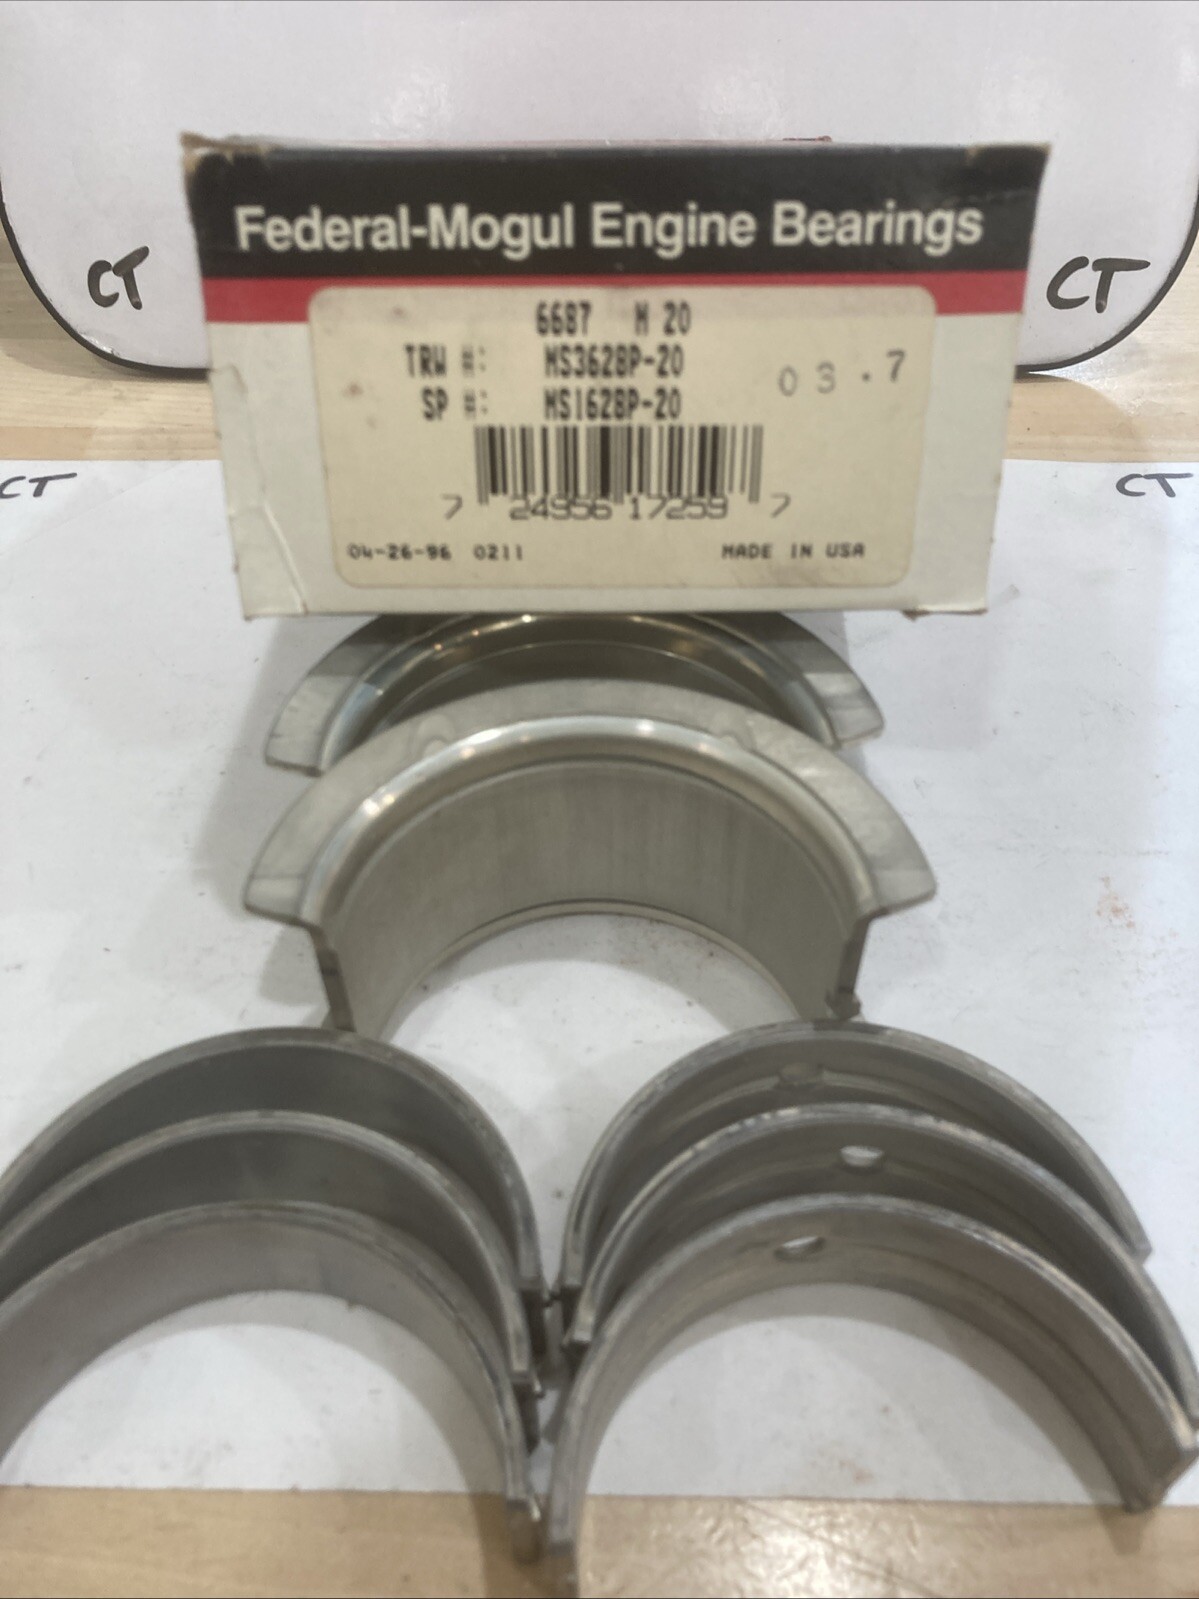 Federal-Mogul Engine Bearings
CT
CT
6687 M 20
TRW #: MS3628P-20
03.7
SP #: MS1628P-20
CT
CT
7 24956 17259 7
04-26-96 0211 MADE IN USA